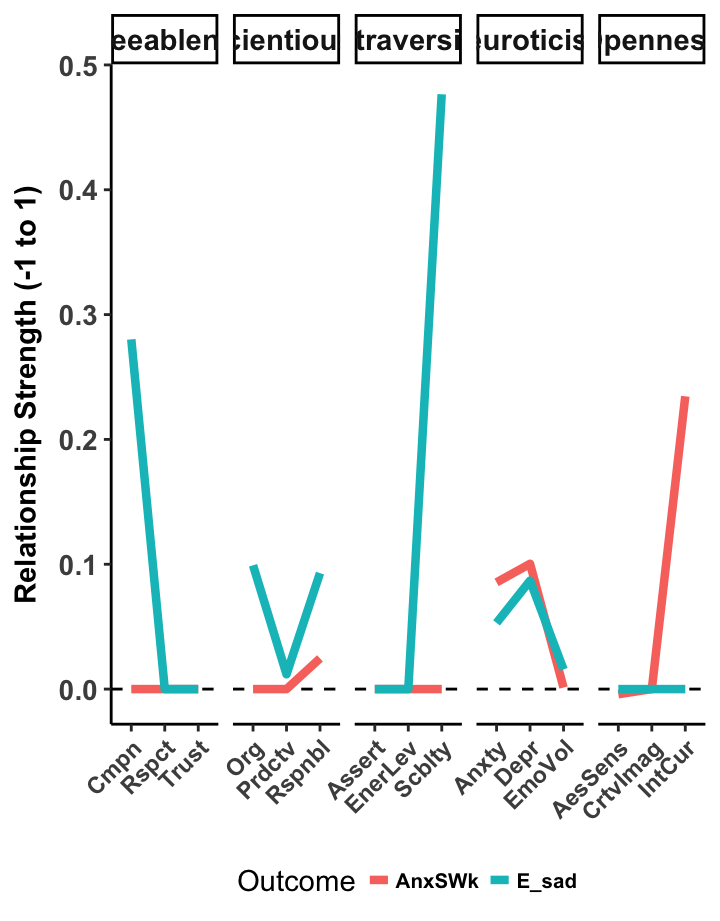 eeablen
cientiou
traversi
euroticis
pennes
0.5
0.4
0.3
0.2
0.1
0.0
Relationship Strength (-1 to 1)
Cmpn
Rspct
Trust
Org
Prdctv
Rspnbl
Assert
EnerLev
Scblty
Anxty
Depr
EmoVol
AesSens
CrtvImag
IntCur
Outcome AnxSWk E_sad